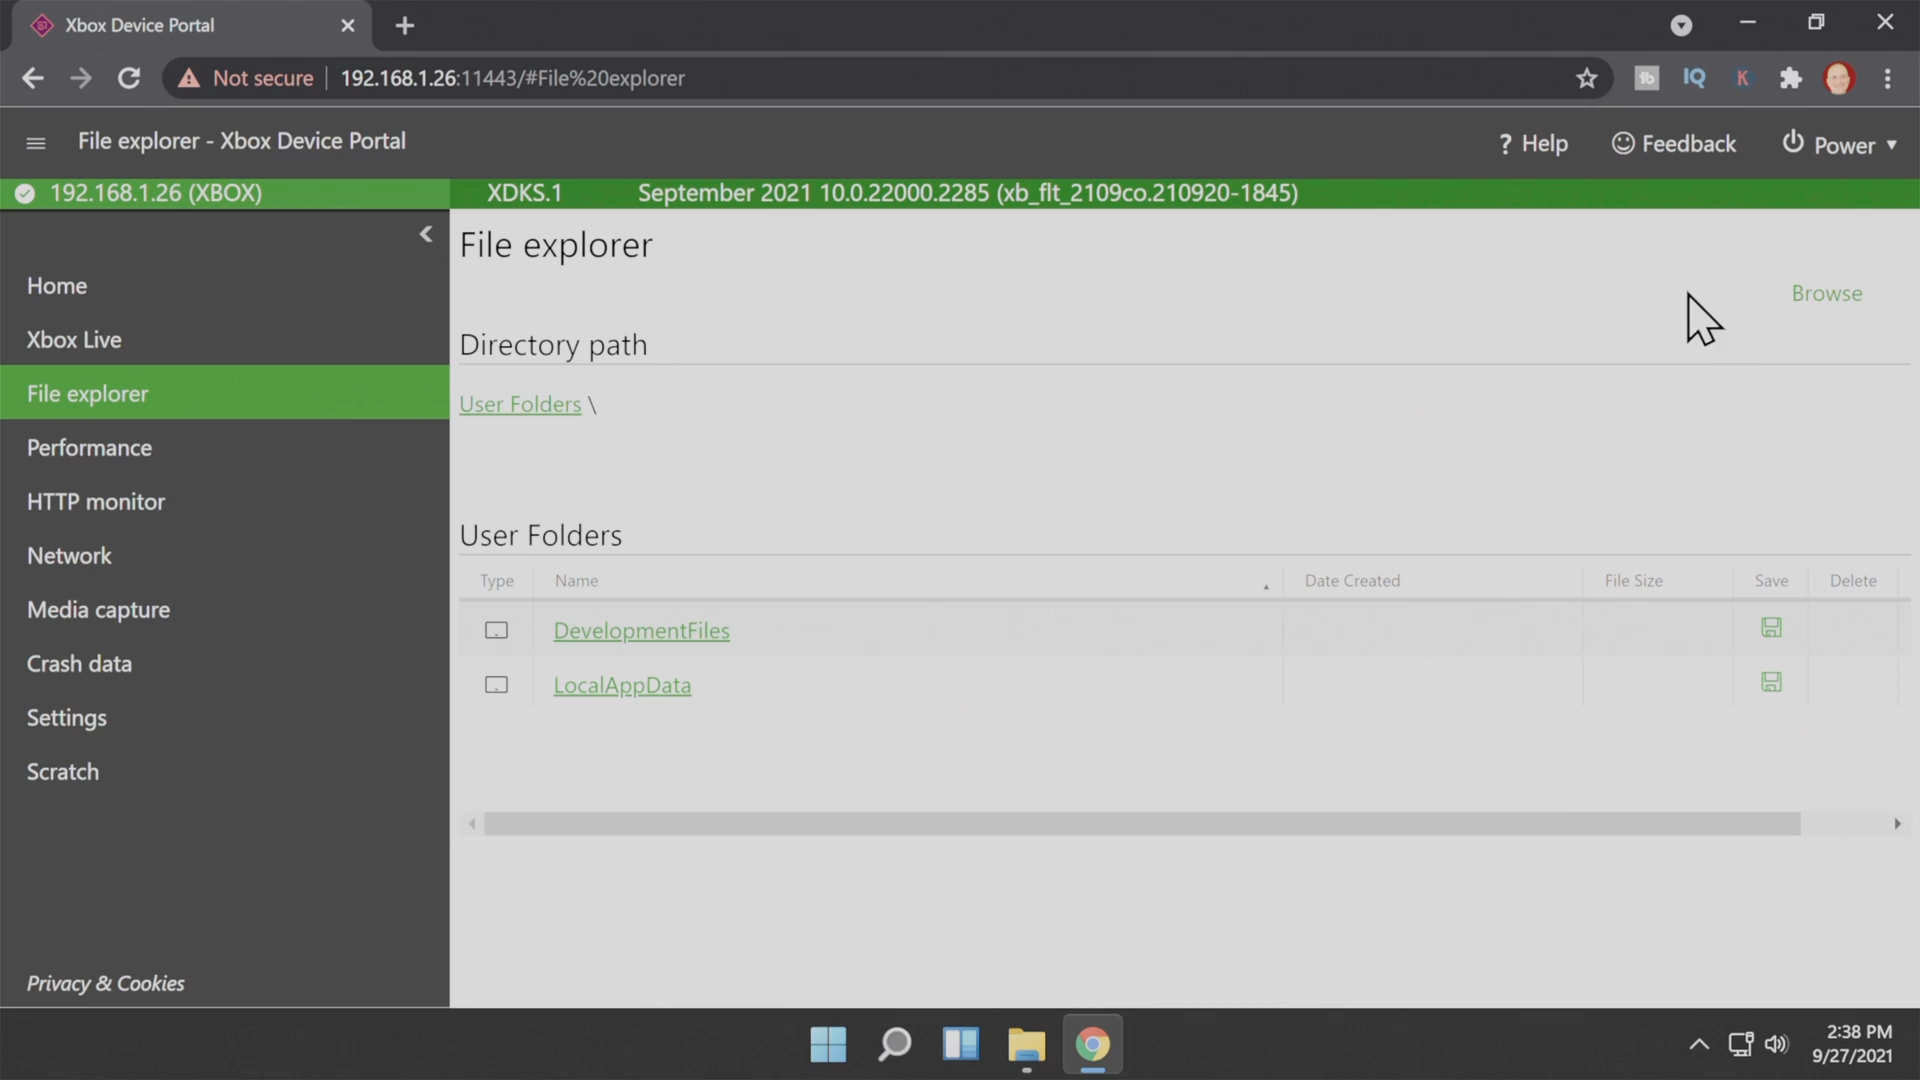 Xbox Device Portal
Not secure
192.168.1.26:11443/#File%20explorer
tb
IQ
K
File explorer - Xbox Device Portal
? Help
Feedback
Power
192.168.1.26 (XBOX)
XDKS.1
September 2021 10.0.22000.2285 (xb_flt_2109co.210920-1845)
Home
Xbox Live
File explorer
Performance
HTTP monitor
Network
Media capture
Crash data
Settings
Scratch
Privacy & Cookies
File explorer
Browse
Directory path
User Folders \
User Folders
Type Name Date Created File Size Save Delete
DevelopmentFiles
LocalAppData
2:38 PM
9/27/2021